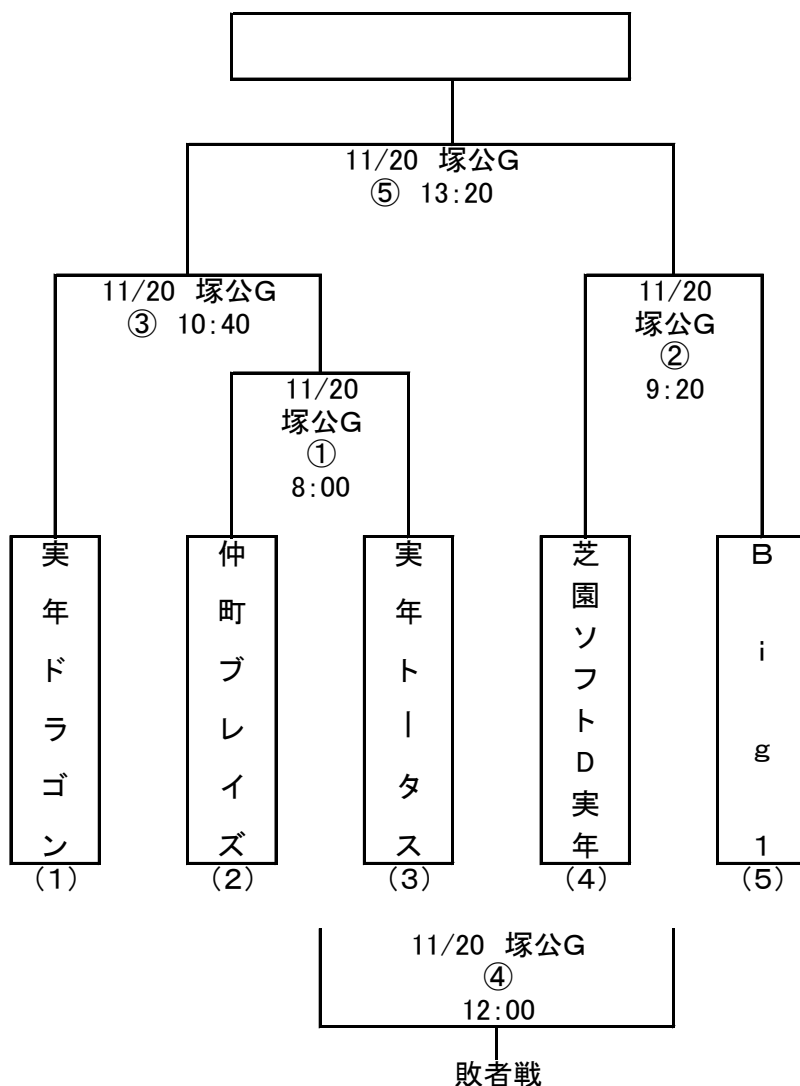 11/20 塚公G
⑤ 13:20
11/20 塚公G
③ 10:40
11/20
塚公G
②
9:20
11/20
塚公G
①
8:00
実年ドラゴン
仲町ブレイズ
実年トータス
芝園ソフトD実年
Big1
(1)
(2)
(3)
(4)
(5)
11/20 塚公G
④
12:00
敗者戦